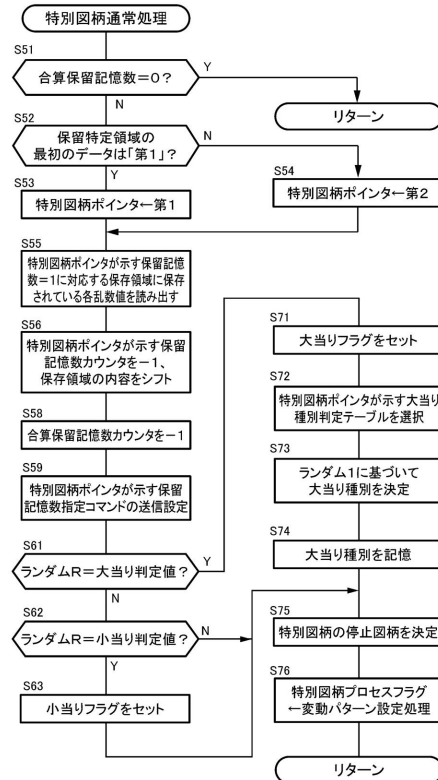 特別図柄通常処理
S51
合算保留記憶数=0?
Y
N
リターン
S52
保留特定領域の
最初のデータは「第1」?
N
Y
S53
特別図柄ポインタ←第1
S54
特別図柄ポインタ←第2
S55
特別図柄ポインタが示す保留記憶
数=1に対応する保存領域に保存
されている各乱数値を読み出す
S56
特別図柄ポインタが示す保留
記憶数カウンタを-1、
保存領域の内容をシフト
S58
合算保留記憶数カウンタを-1
S59
特別図柄ポインタが示す保留
記憶数指定コマンドの送信設定
S61
ランダムR=大当り判定値?
Y
N
S62
ランダムR=小当り判定値?
N
Y
S63
小当りフラグをセット
S71
大当りフラグをセット
S72
特別図柄ポインタが示す大当り
種別判定テーブルを選択
S73
ランダム1に基づいて
大当り種別を決定
S74
大当り種別を記憶
S75
特別図柄の停止図柄を決定
S76
特別図柄プロセスフラグ
←変動パターン設定処理
リターン